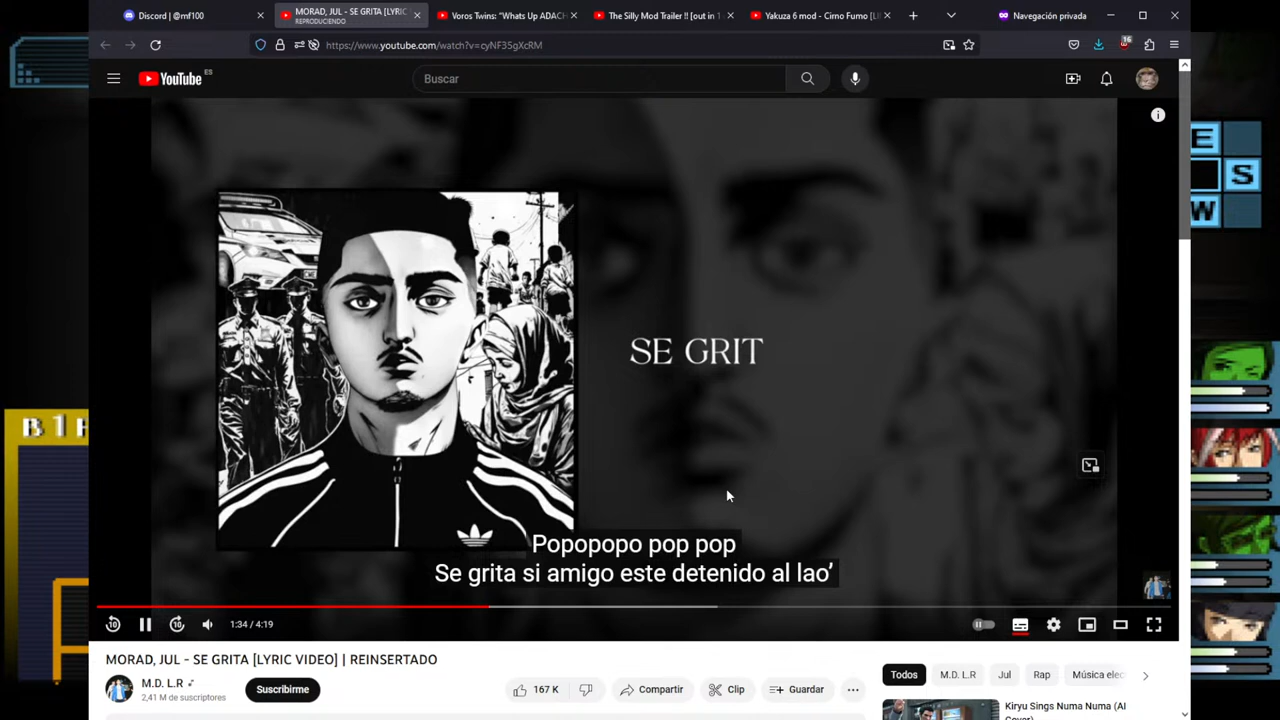 Discord | @mf100
MORAD, JUL - SE GRITA [LYRIC
REPRODUCIENDO
Voros Twins: "Whats Up ADACH
The Silly Mod Trailer !! [out in 1
Yakuza 6 mod - Cirno Fumo [LI
Navegación privada
https://www.youtube.com/watch?v=cyNF35gXcRM
16
YouTube ES
Buscar
E
S
W
B1
SE GRIT
Popopopo pop pop
Se grita si amigo este detenido al lao'
1:34 / 4:19
MORAD, JUL - SE GRITA [LYRIC VIDEO] | REINSERTADO
M.D. L.R
2,41 M de suscriptores
Suscribirme
167 K
Compartir
Clip
Guardar
Todos
M.D. L.R
Jul
Rap
Música elec
Kiryu Sings Numa Numa (AI
Cover)